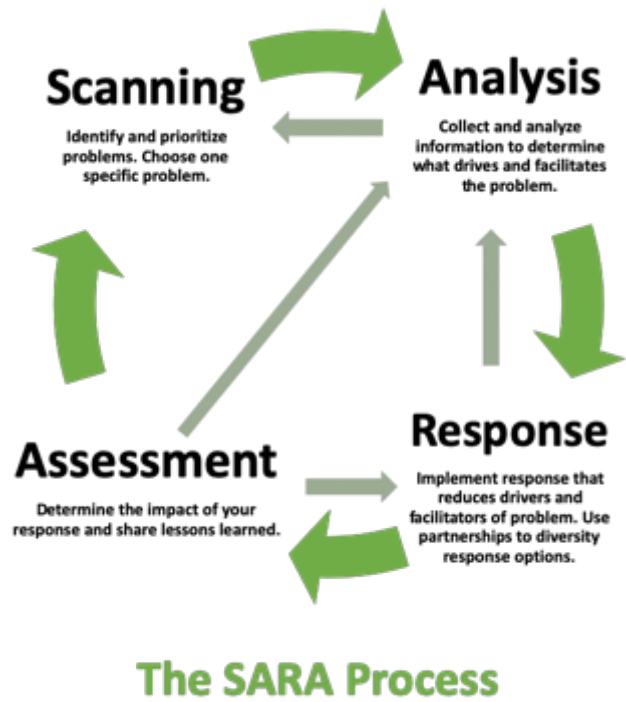 Scanning
Identify and prioritize
problems. Choose one
specific problem.
Analysis
Collect and analyze
information to determine
what drives and facilitates
the problem.
Response
Implement response that
reduces drivers and
facilitators of problem. Use
partnerships to diversity
response options.
Assessment
Determine the impact of your
response and share lessons learned.
The SARA Process